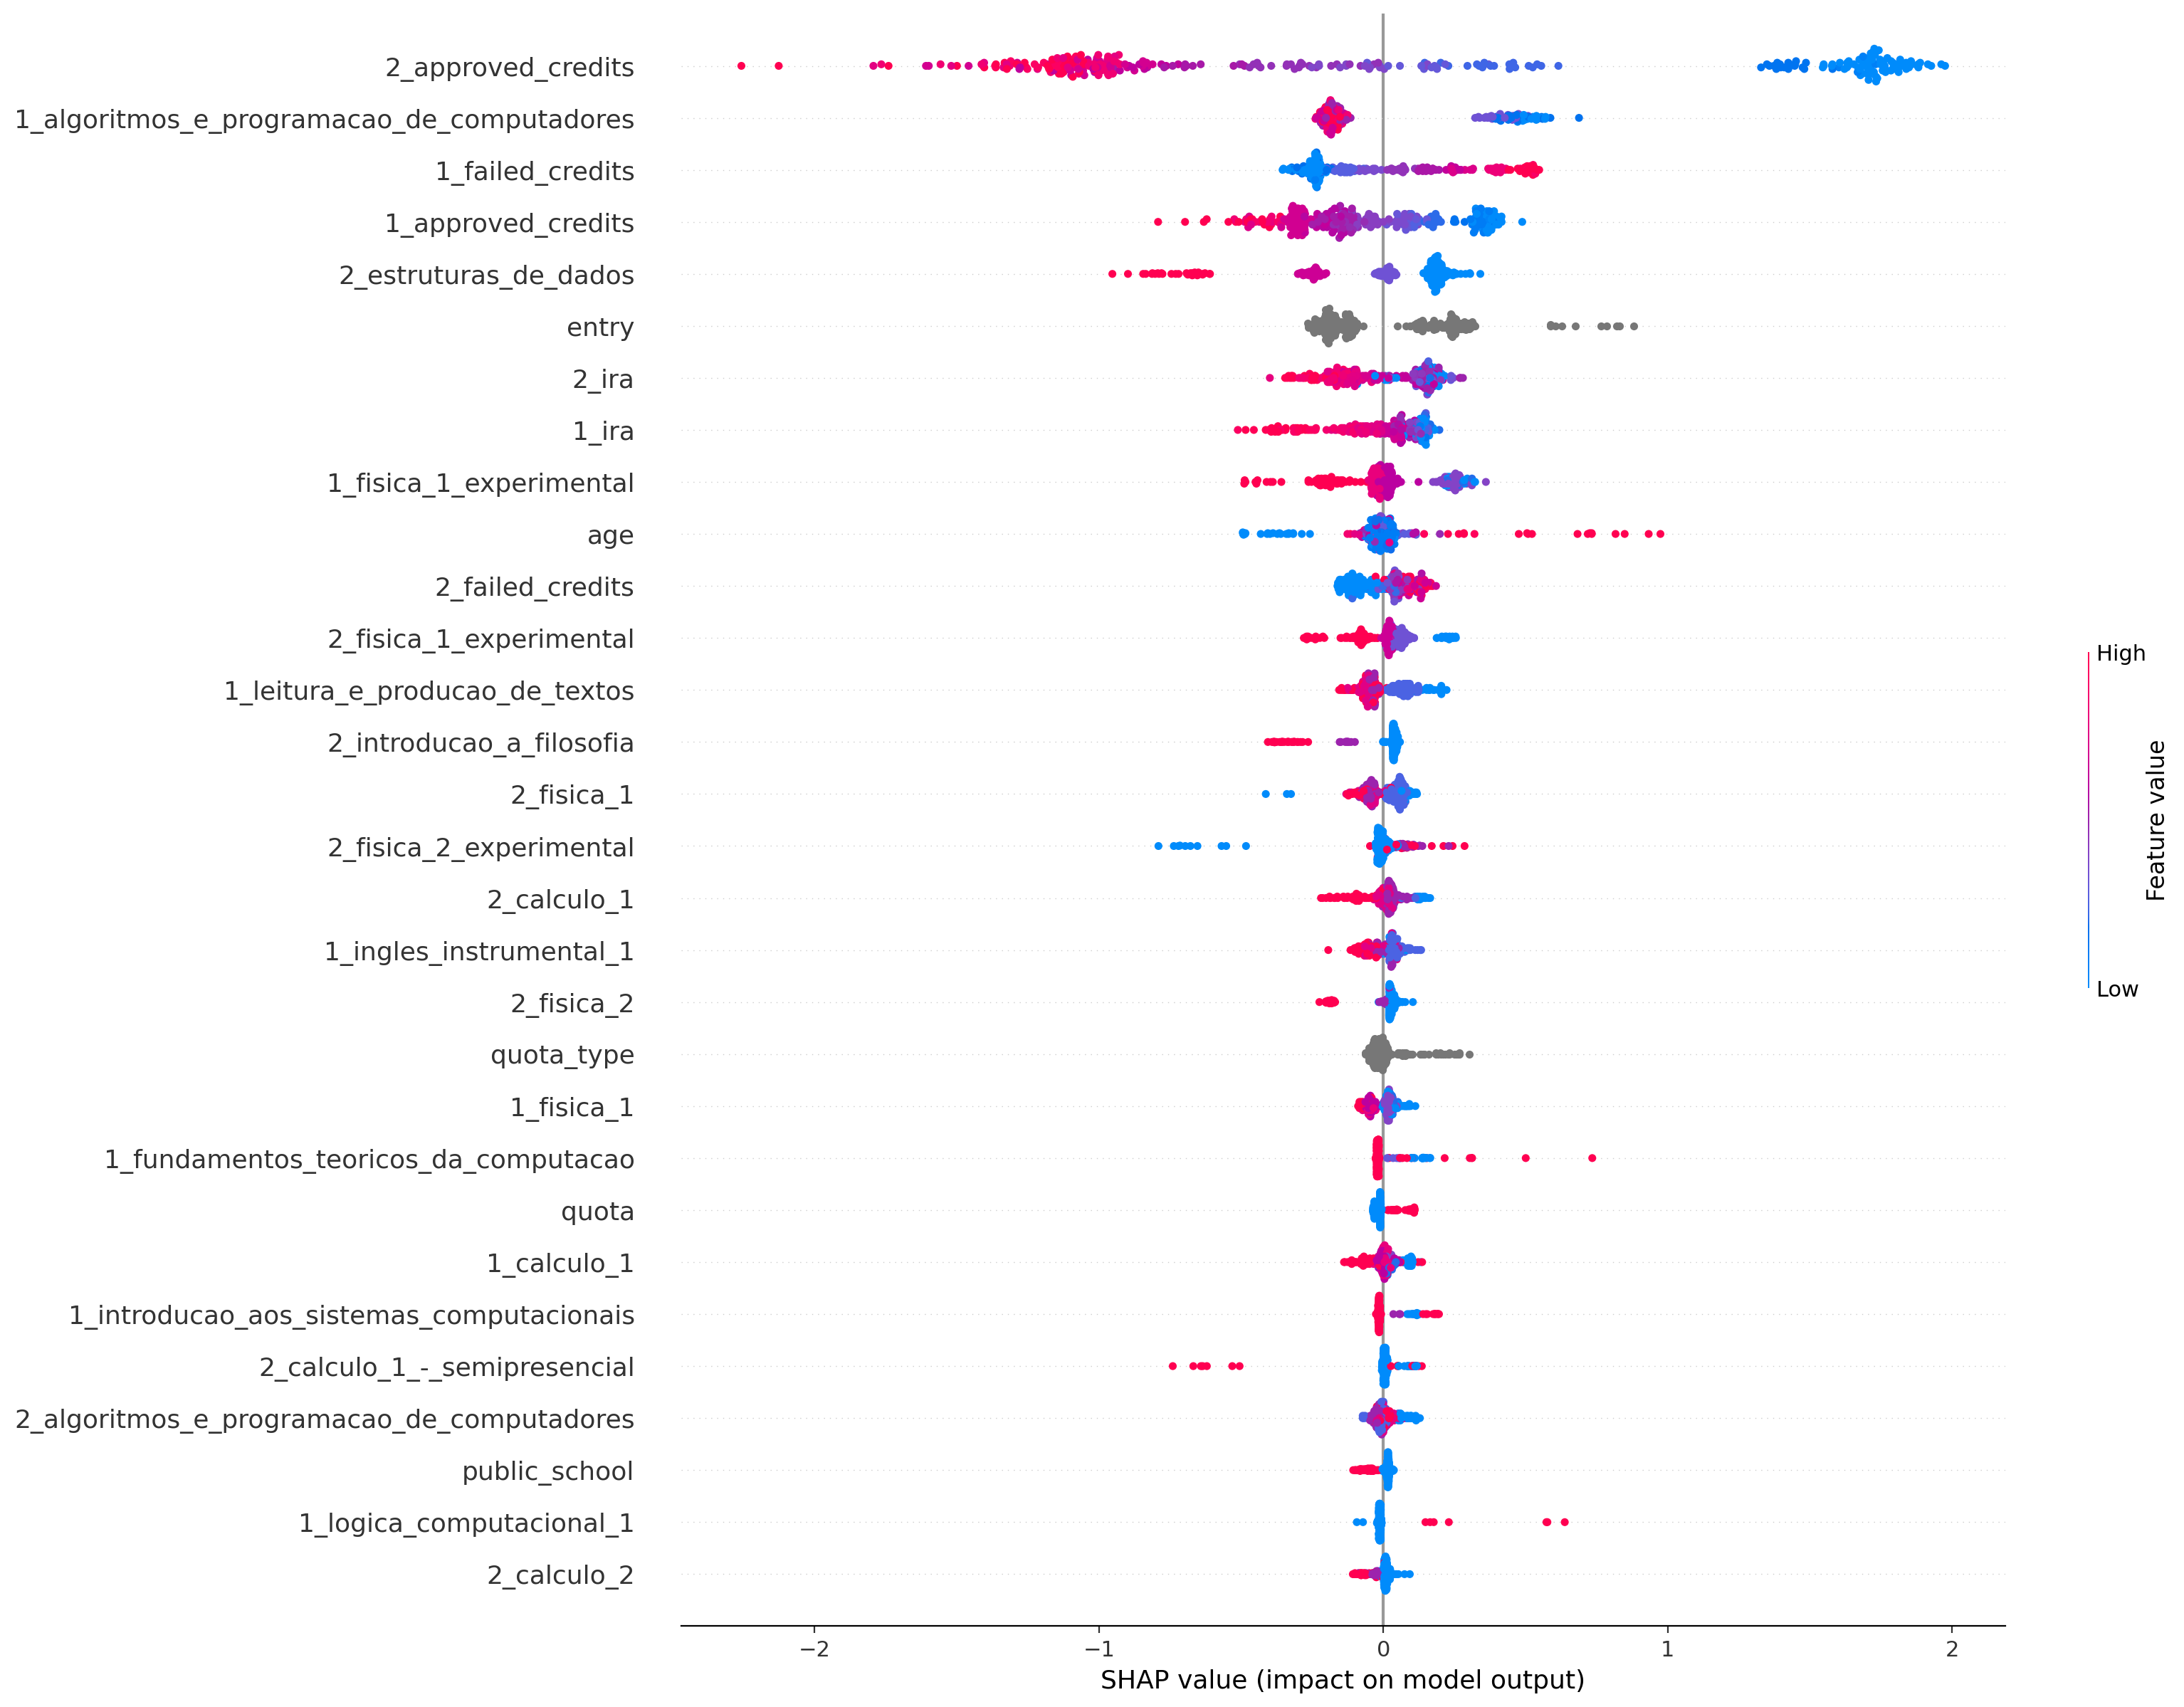 2_approved_credits
1_algoritmos_e_programacao_de_computadores
1_failed_credits
1_approved_credits
2_estruturas_de_dados
entry
2_ira
1_ira
1_fisica_1_experimental
age
2_failed_credits
2_fisica_1_experimental
1_leitura_e_producao_de_textos
2_introducao_a_filosofia
2_fisica_1
2_fisica_2_experimental
2_calculo_1
1_ingles_instrumental_1
2_fisica_2
quota_type
1_fisica_1
1_fundamentos_teoricos_da_computacao
quota
1_calculo_1
1_introducao_aos_sistemas_computacionais
2_calculo_1_-_semipresencial
2_algoritmos_e_programacao_de_computadores
public_school
1_logica_computacional_1
2_calculo_2
−2 −1 0 1 2
SHAP value (impact on model output)
High
Feature value
Low